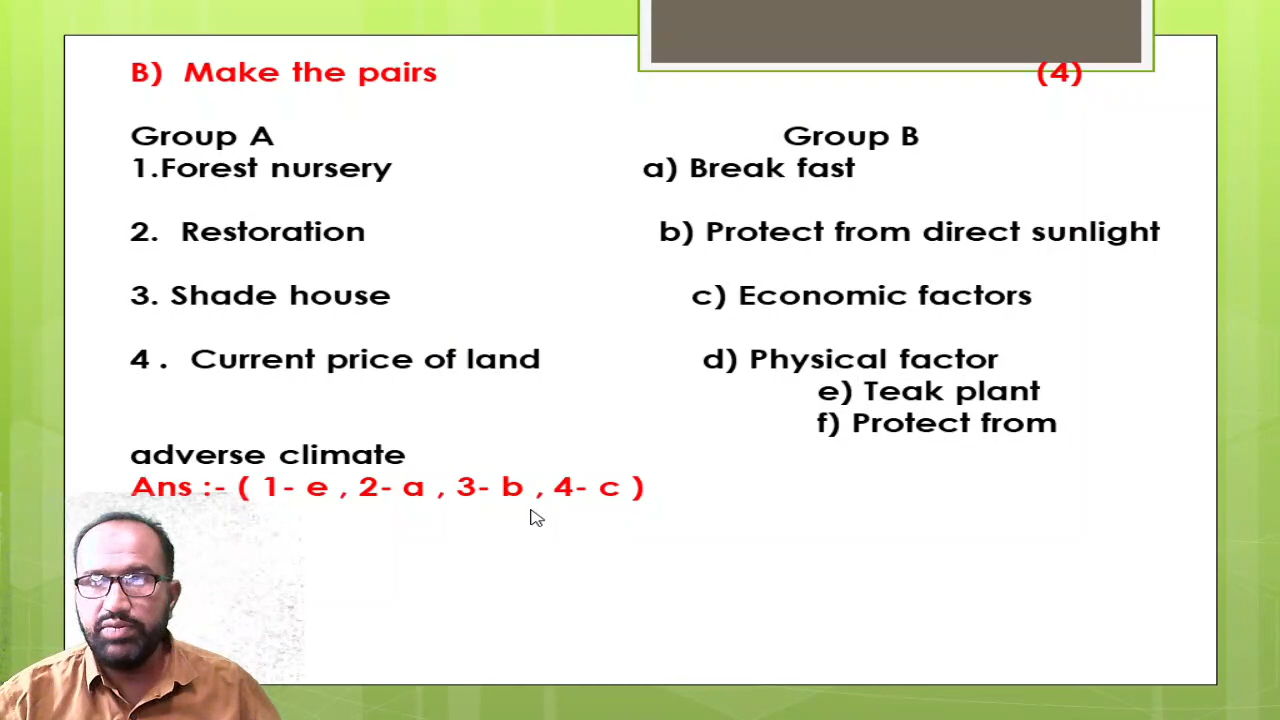 B) Make the pairs (4)
Group A Group B
1.Forest nursery a) Break fast
2. Restoration b) Protect from direct sunlight
3. Shade house c) Economic factors
4 . Current price of land d) Physical factor
e) Teak plant
f) Protect from
adverse climate
Ans :- ( 1- e , 2- a , 3- b , 4- c )